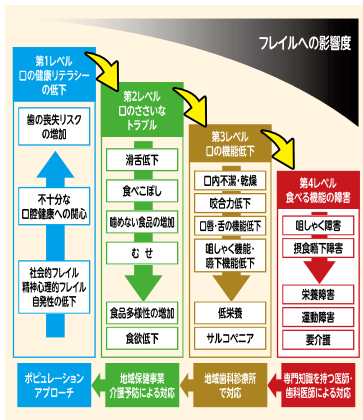 フレイルへの影響度
第1レベル
口の健康リテラシー
の低下
歯の喪失リスク
の増加
不十分な
口腔健康への関心
社会的フレイル
精神心理的フレイル
自発性の低下
ポピュレーション
アプローチ
第2レベル
口のささいな
トラブル
滑舌低下
食べこぼし
噛めない食品の増加
むせ
食品多様性の増加
食欲低下
地域保健事業
介護予防による対応
第3レベル
口の機能低下
口内不潔・乾燥
咬合力低下
口唇・舌の機能低下
咀しゃく機能・
嚥下機能低下
低栄養
サルコペニア
地域歯科診療所
で対応
第4レベル
食べる機能の障害
咀しゃく障害
摂食嚥下障害
栄養障害
運動障害
要介護
専門知識を持つ医師・
歯科医師による対応